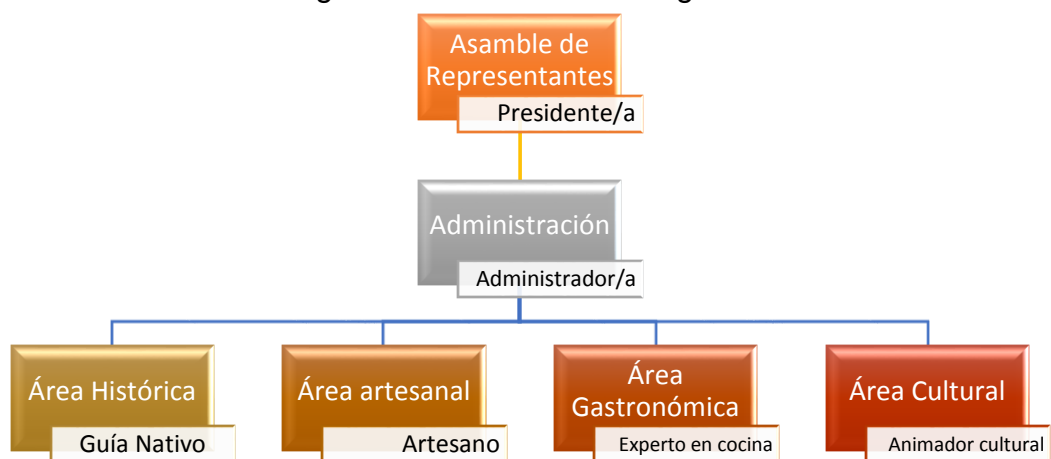 Asamble de
Representantes
Presidente/a
Administración
Administrador/a
Área Histórica
Guía Nativo
Área artesanal
Artesano
Área
Gastronómica
Experto en cocina
Área Cultural
Animador cultural